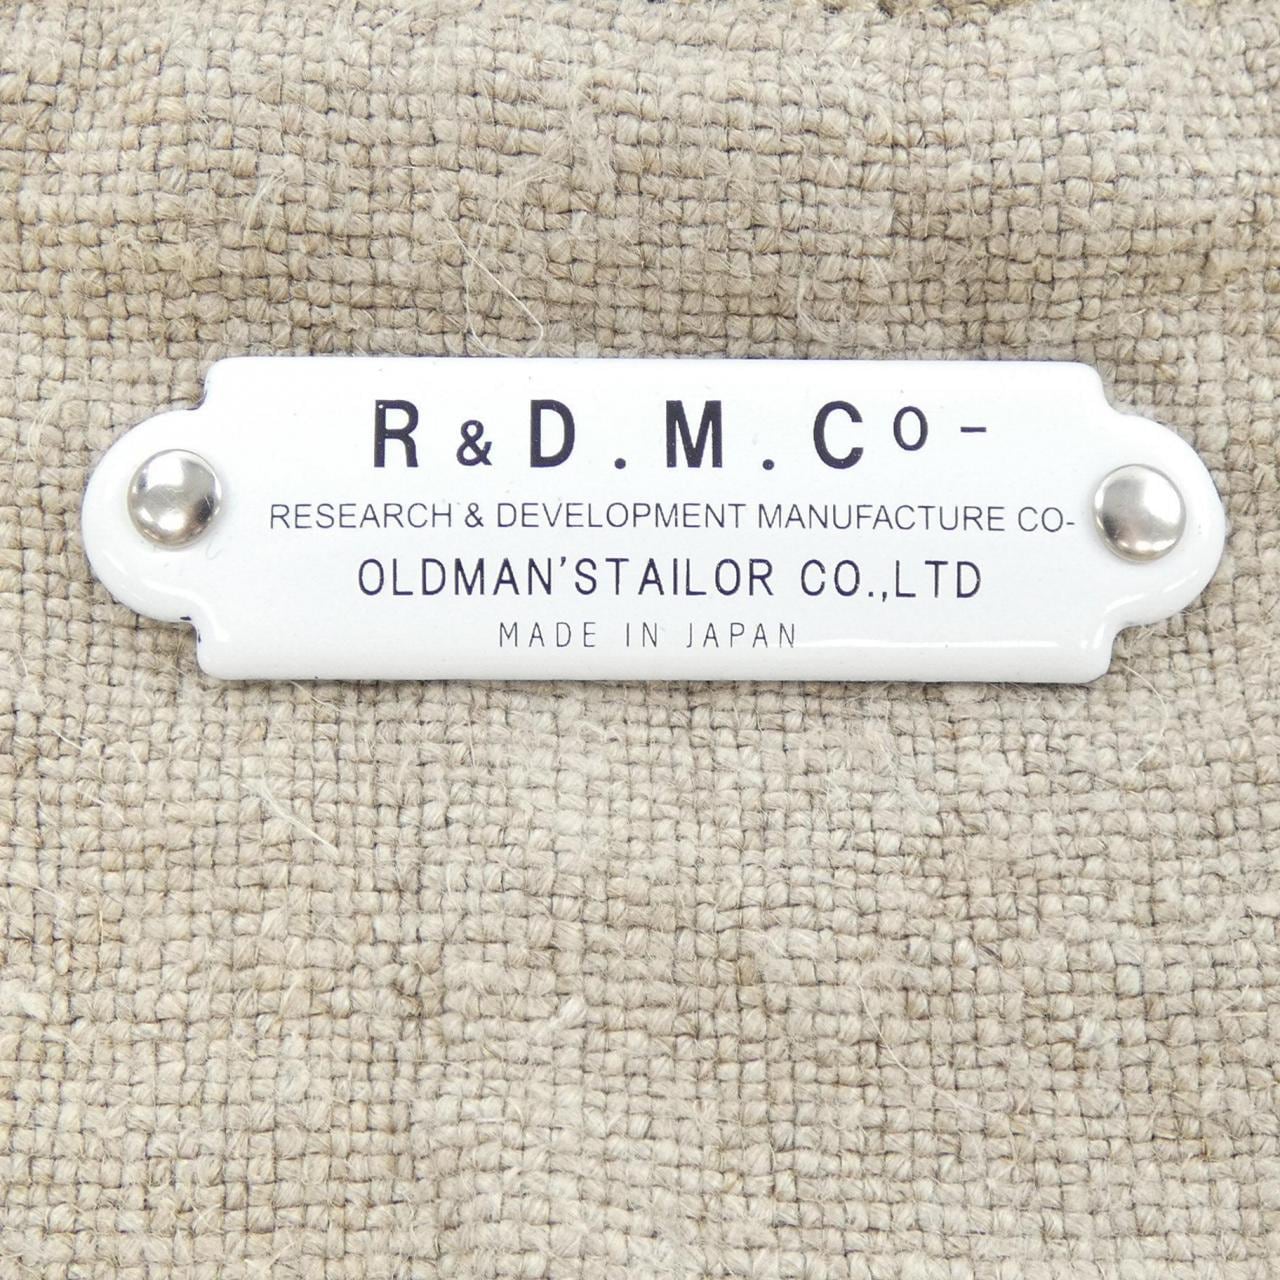 R & D . M . Co -
RESEARCH & DEVELOPMENT MANUFACTURE CO-
OLDMAN'STAILOR CO.,LTD
MADE IN JAPAN